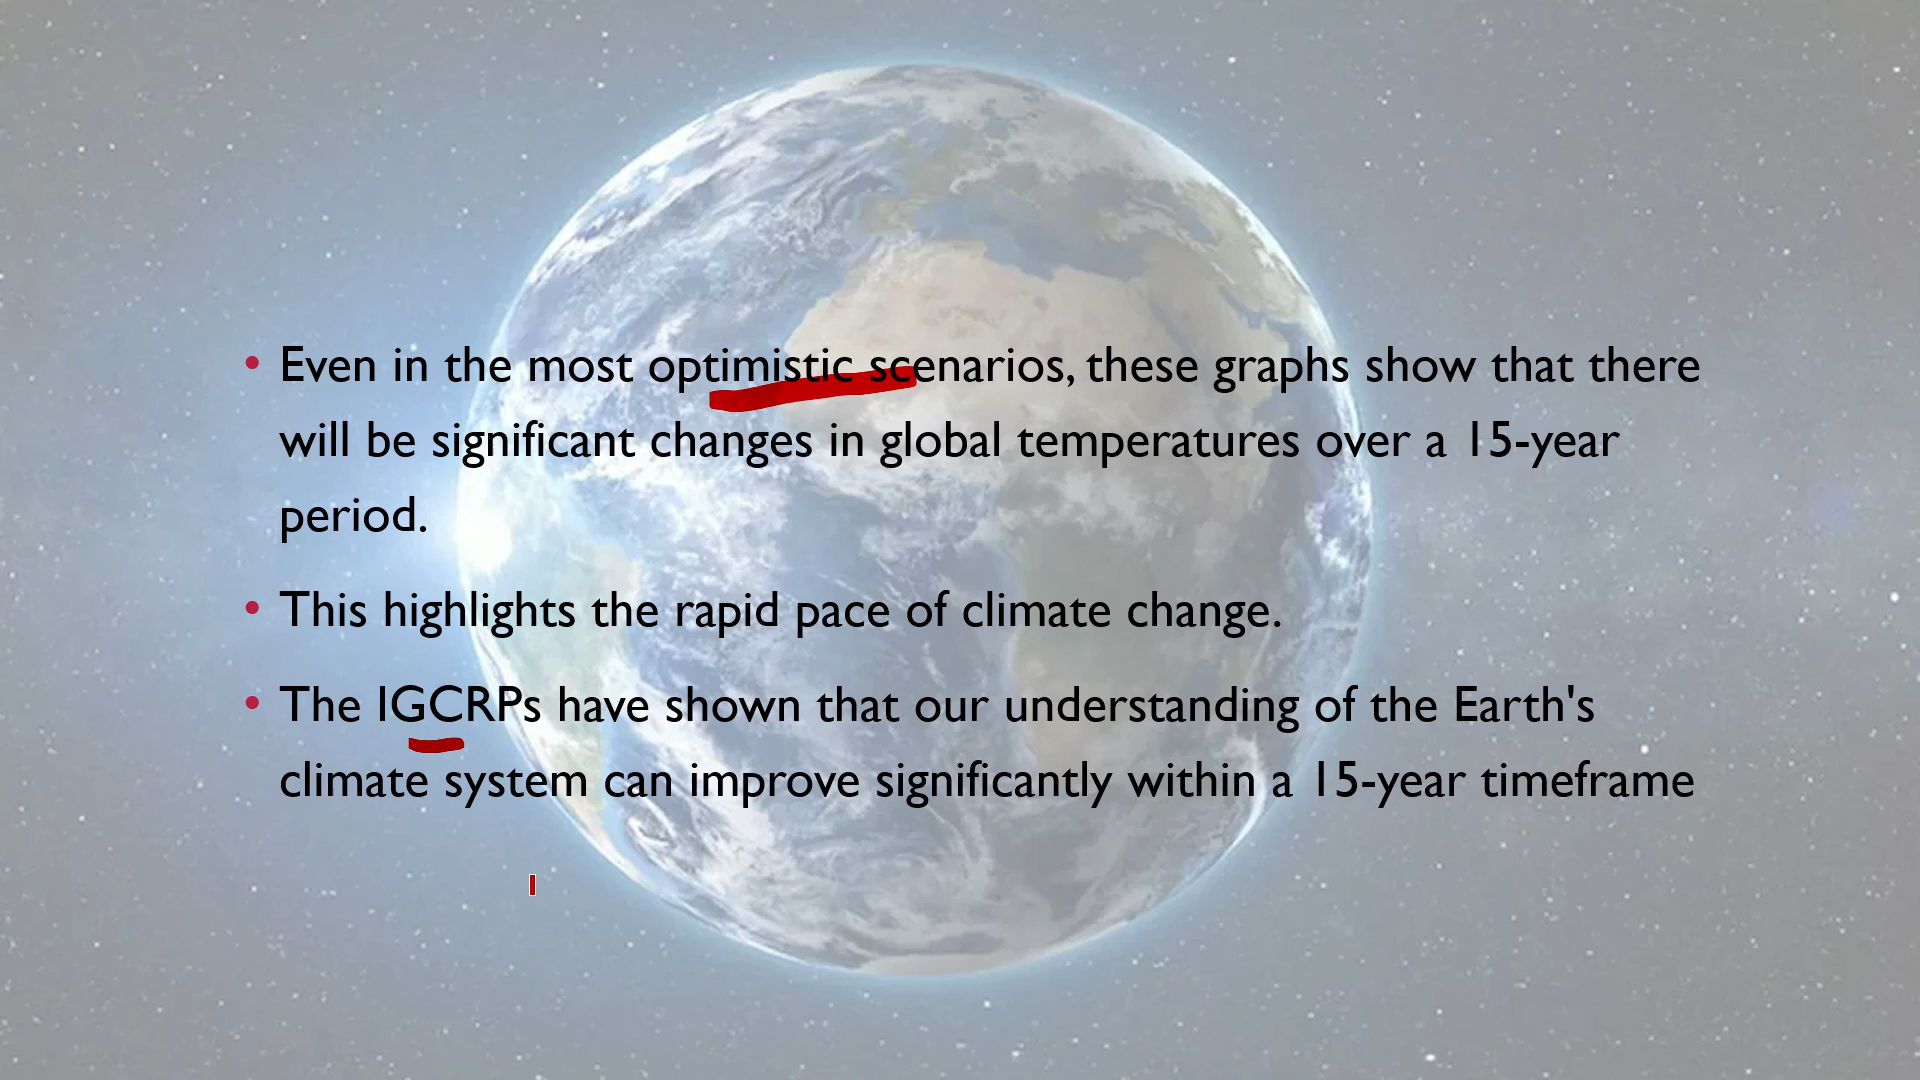 • Even in the most optimistic scenarios, these graphs show that there
will be significant changes in global temperatures over a 15-year
period.
• This highlights the rapid pace of climate change.
• The IGCRPs have shown that our understanding of the Earth's
climate system can improve significantly within a 15-year timeframe